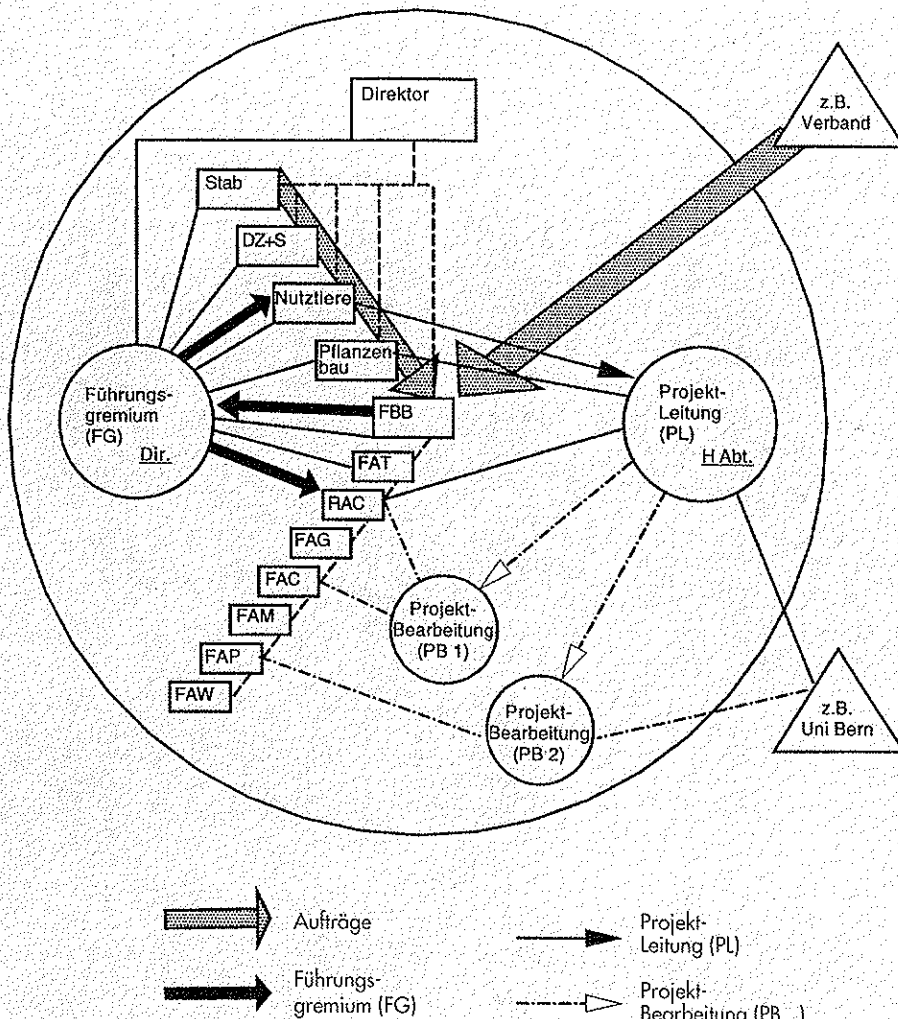 Direktor
z.B.
Verband
Stab
DZ+S
Nutztiere
Pflanzen
bau
Führungs-
gremium
(FG)
Dir.
FBB
Projekt-
Leitung
(PL)
H Abt.
FAT
RAC
FAG
FAC
FAM
FAP
FAW
Projekt-
Bearbeitung
(PB 1)
Projekt-
Bearbeitung
(PB 2)
z.B.
Uni Bern
Aufträge
Projekt-
Leitung (PL)
Führungs-
gremium (FG)
Projekt-
Bearbeitung (PB...)